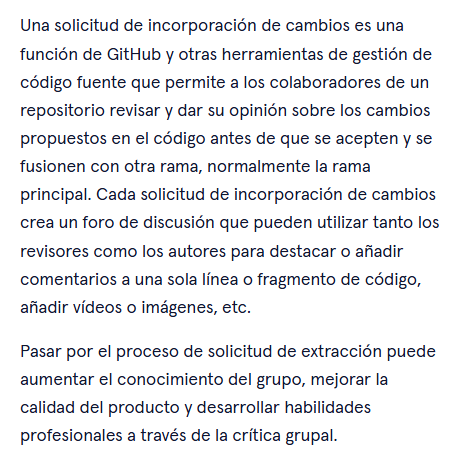 Una solicitud de incorporación de cambios es una
función de GitHub y otras herramientas de gestión de
código fuente que permite a los colaboradores de un
repositorio revisar y dar su opinión sobre los cambios
propuestos en el código antes de que se acepten y se
fusionen con otra rama, normalmente la rama
principal. Cada solicitud de incorporación de cambios
crea un foro de discusión que pueden utilizar tanto los
revisores como los autores para destacar o añadir
comentarios a una sola línea o fragmento de código,
añadir vídeos o imágenes, etc.
Pasar por el proceso de solicitud de extracción puede
aumentar el conocimiento del grupo, mejorar la
calidad del producto y desarrollar habilidades
profesionales a través de la crítica grupal.